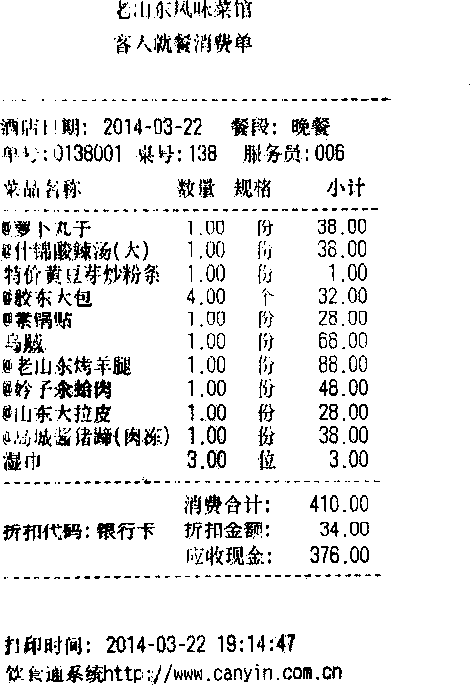 老山东风味菜馆
客人就餐消费单
酒店日期: 2014-03-22 餐段: 晚餐
单号:0138001 桌号:138 服务员:006
菜品名称 数量 规格 小计
@萝卜丸子 1.00 份 38.00
@什锦酸辣汤(大) 1.00 份 38.00
特价黄豆芽炒粉条 1.00 份 1.00
@胶东大包 4.00 个 32.00
锅贴 1.00 份 28.00
乌贼 1.00 份 68.00
@老山东烤羊腿 1.00 份 88.00
1.00 份 48.00
@山东大拉皮 1.00 份 28.00
@岛城酱猪蹄(肉冻) 1.00 份 38.00
湿巾 3.00 位 3.00
消费合计: 410.00
折扣代码: 银行卡 折扣金额: 34.00
应收现金: 376.00
打印时间: 2014-03-22 19:14:47
饮食通系统http://www.canyin.com.cn